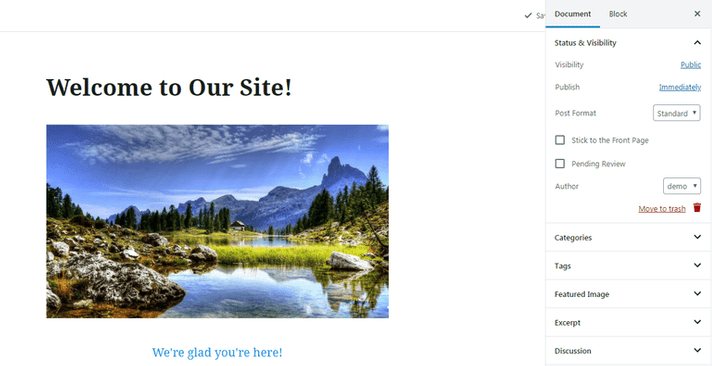 Sav
Document Block ×
Status & Visibility
Visibility Public
Publish Immediately
Post Format Standard
Stick to the Front Page
Pending Review
Author demo
Move to trash
Categories
Tags
Featured Image
Excerpt
Discussion
Welcome to Our Site!
We're glad you're here!